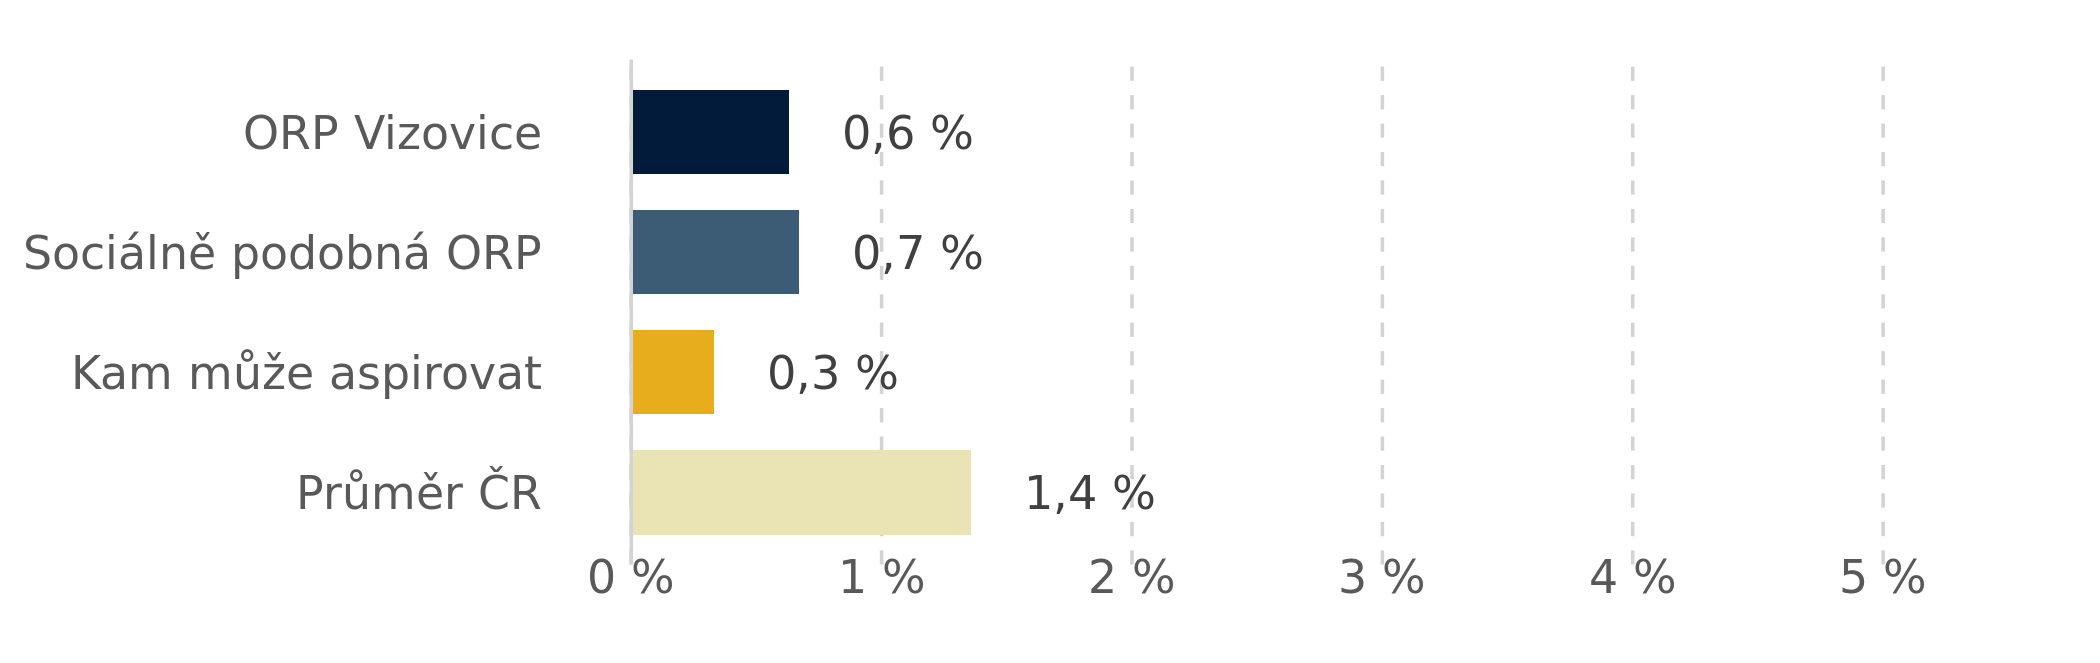 ORP Vizovice 0,6 %
Sociálně podobná ORP 0,7 %
Kam může aspirovat 0,3 %
Průměr ČR 1,4 %
0 % 1 % 2 % 3 % 4 % 5 %